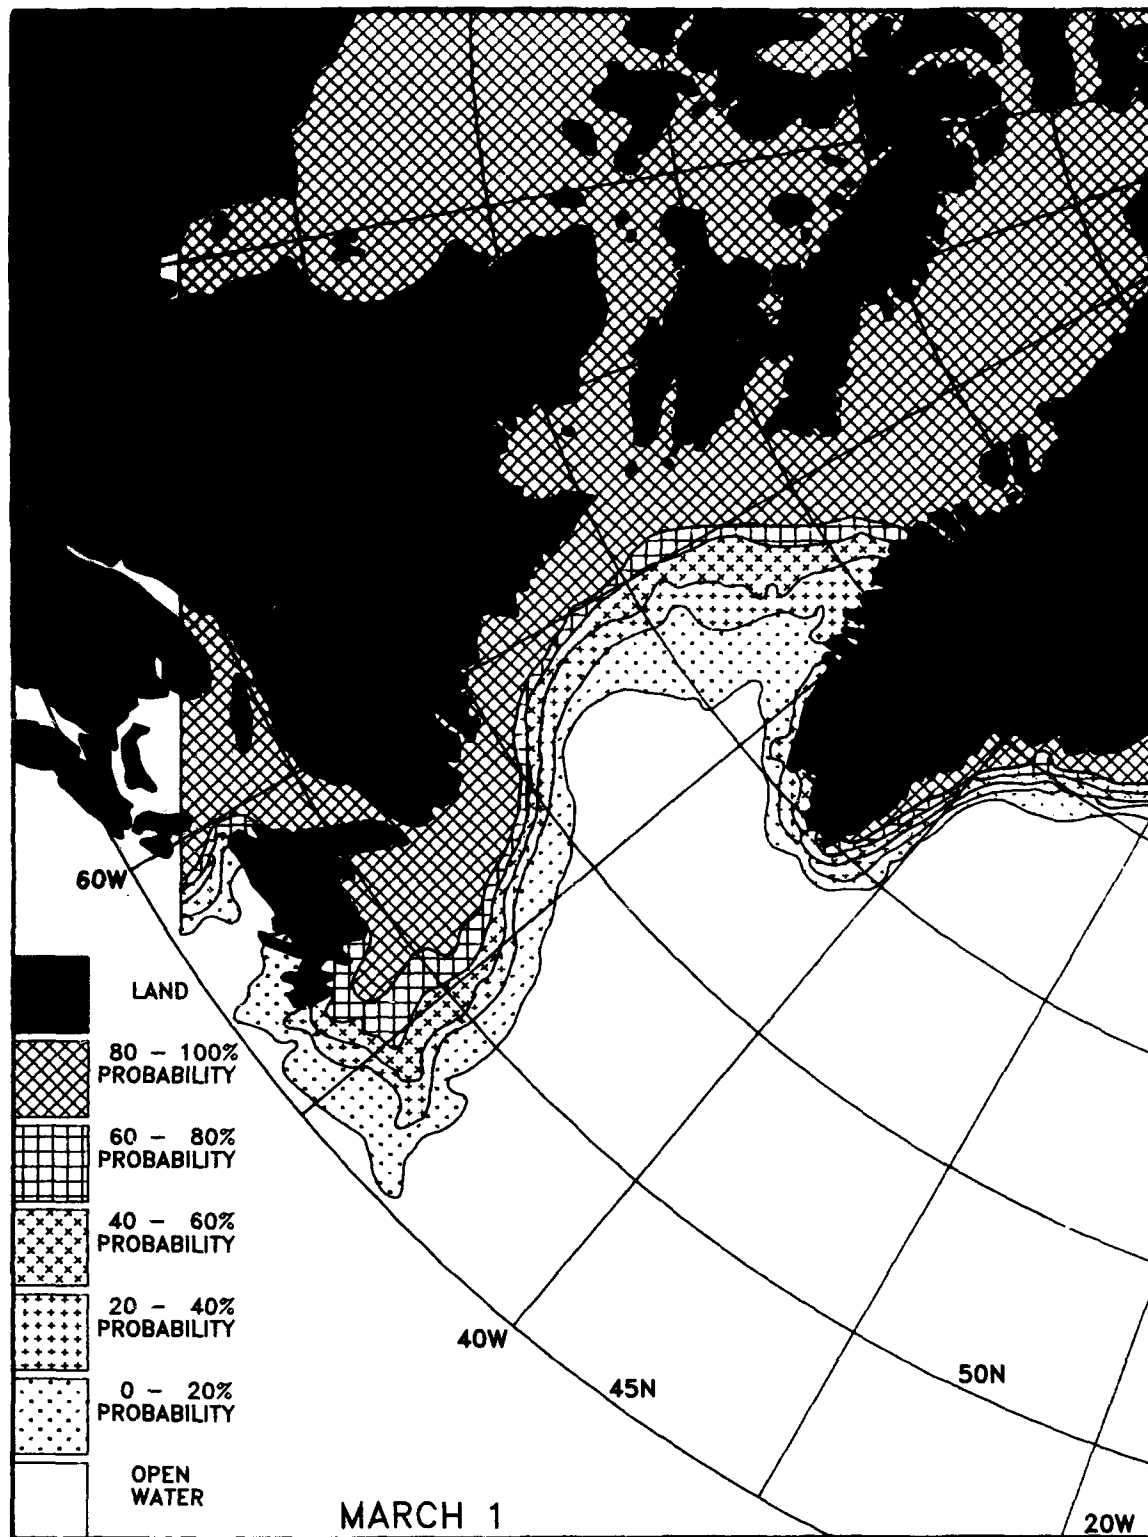 60W
LAND
80 - 100%
PROBABILITY
60 - 80%
PROBABILITY
40 - 60%
PROBABILITY
20 - 40%
PROBABILITY
0 - 20%
PROBABILITY
OPEN
WATER
40W
45N
50N
20W
MARCH 1